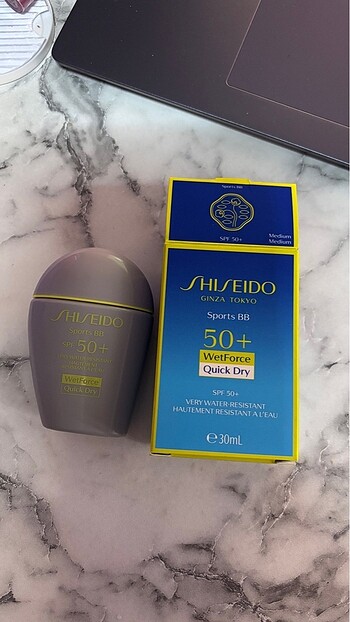 Sports BB
SPF 50+
Medium
Medium
SHISEIDO
GINZA TOKYO
Sports BB
50+
WetForce
Quick Dry
SPF 50+
VERY WATER-RESISTANT
HAUTEMENT RESISTANT A L'EAU
℮30mL
SHISEIDO
Sports BB
SPF 50+
WetForce
Quick Dry